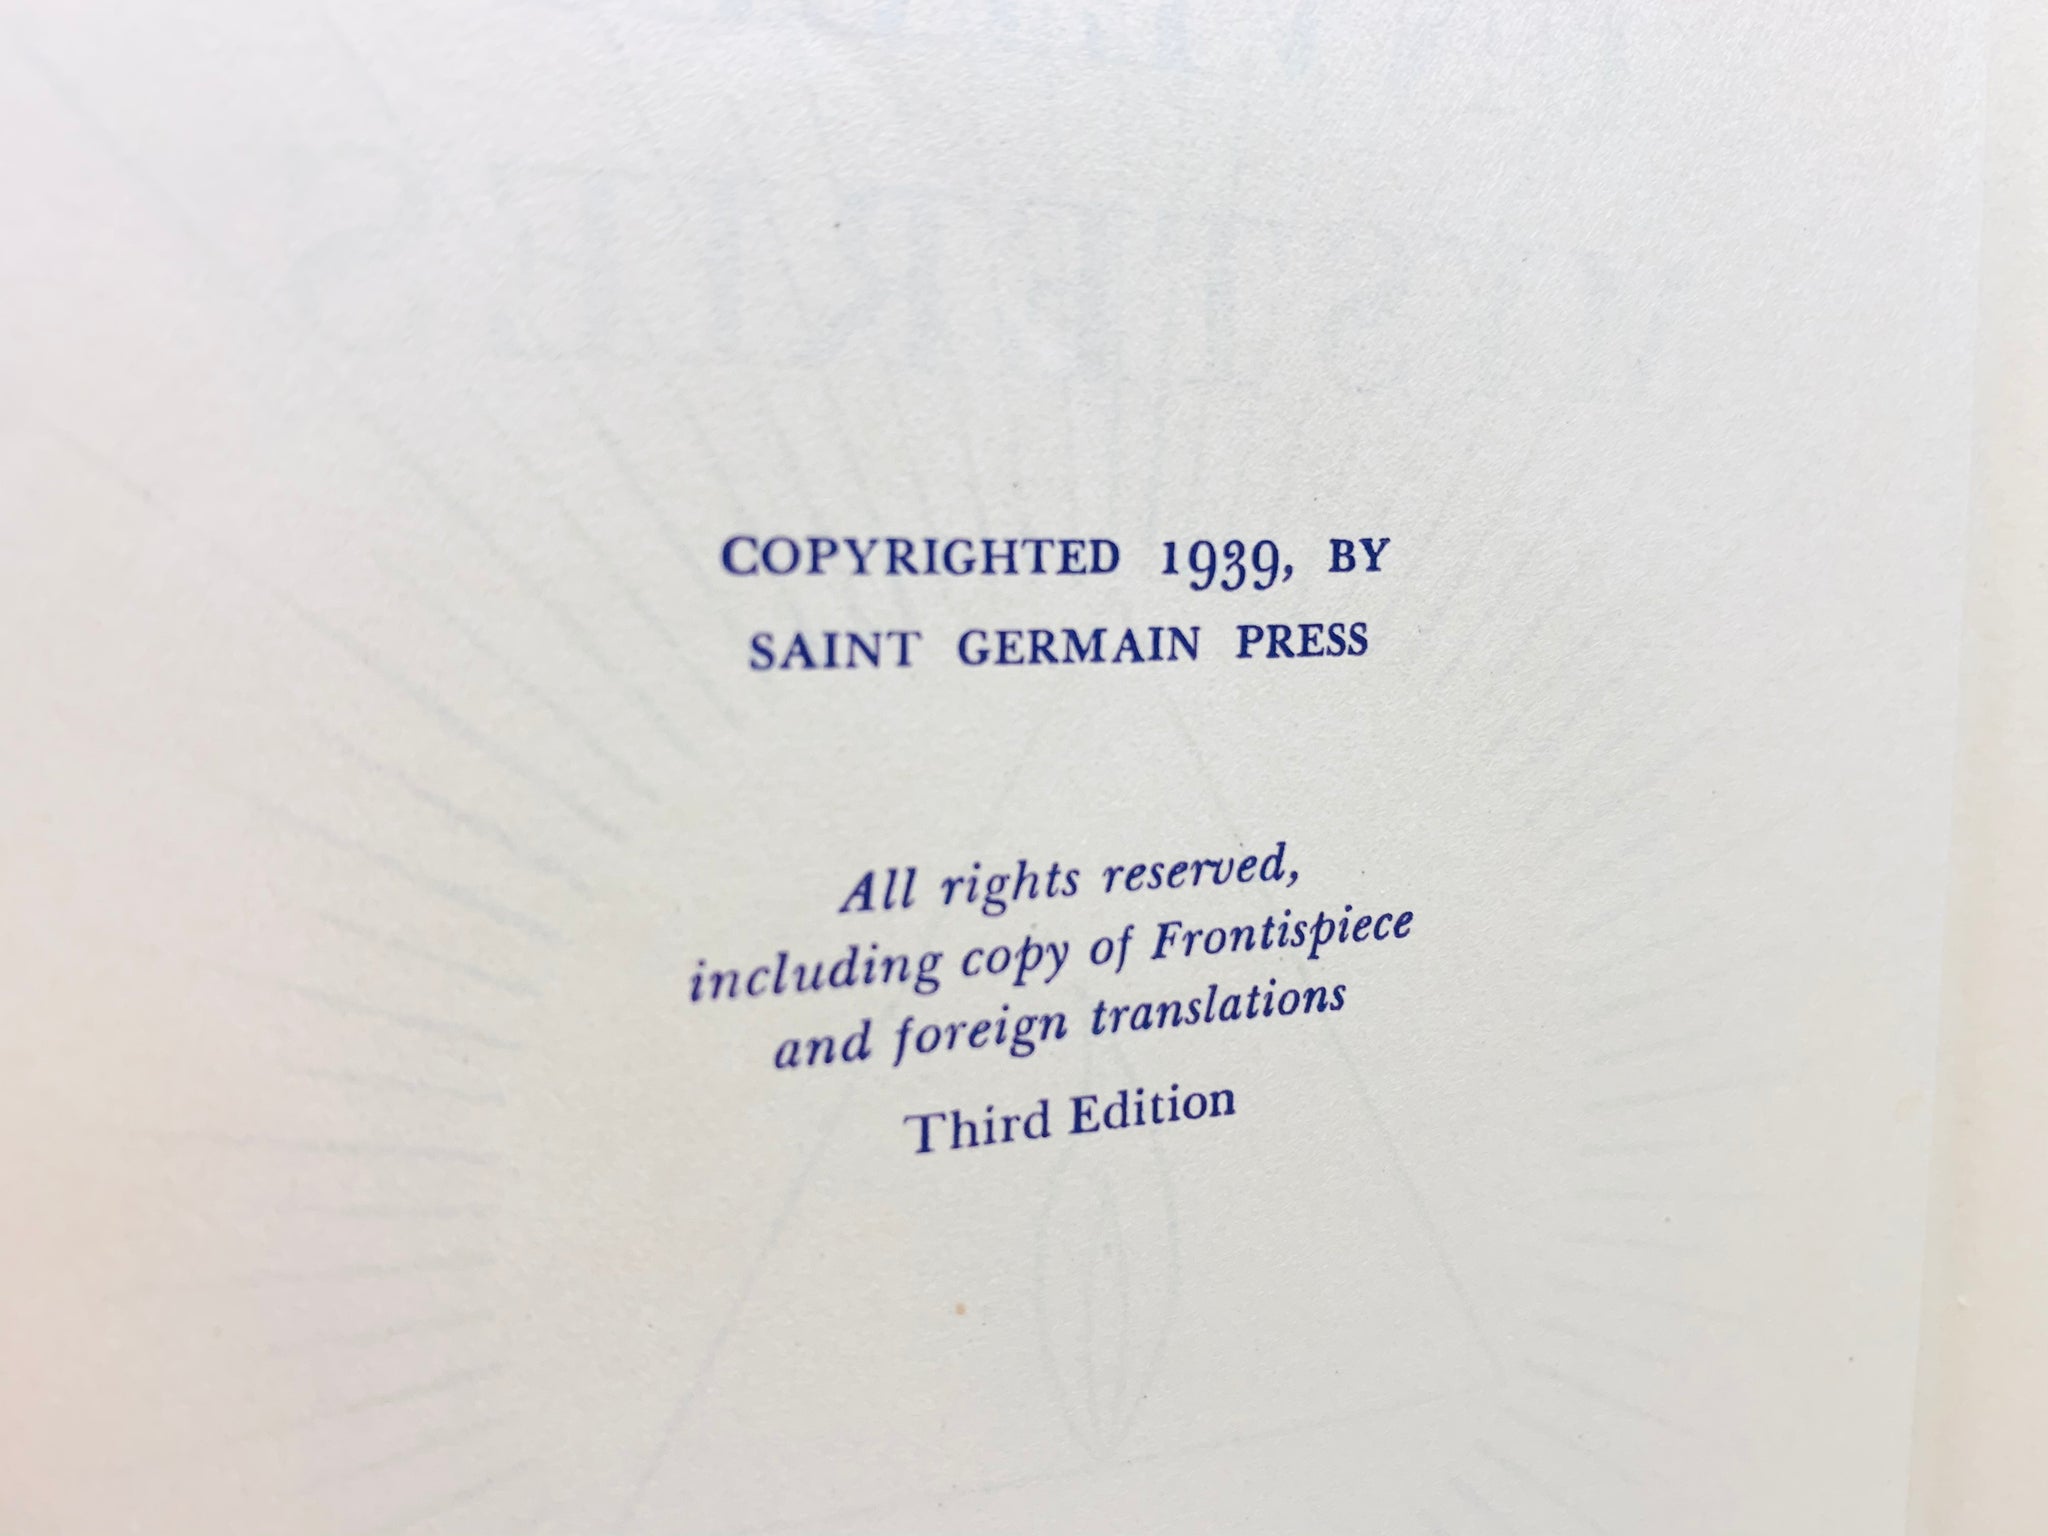 COPYRIGHTED 1939, BY
SAINT GERMAIN PRESS
All rights reserved,
including copy of Frontispiece
and foreign translations
Third Edition